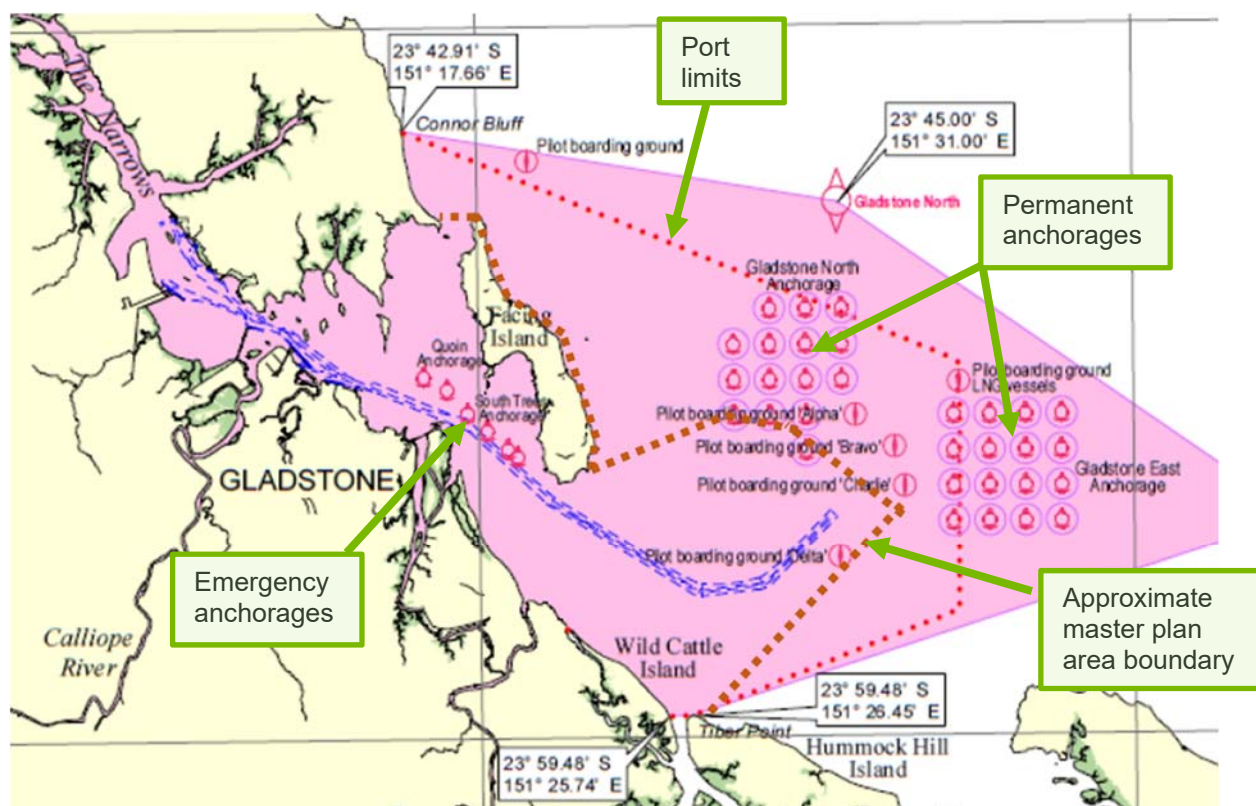 The Narrows
23° 42.91' S
151° 17.66' E
Connor Bluff
Port
limits
Pilot boarding ground
23° 45.00' S
151° 31.00' E
Gladstone North
Permanent
anchorages
Gladstone North
Anchorage
Facing
Island
Quoin
Anchorage
South Trees
Anchorage
Pilot boarding ground
LNG vessels
Pilot boarding ground 'Alpha'
Pilot boarding ground 'Bravo'
Pilot boarding ground 'Charlie'
Gladstone East
Anchorage
GLADSTONE
Pilot boarding ground 'Delta'
Emergency
anchorages
Approximate
master plan
area boundary
Calliope
River
Wild Cattle
Island
23° 59.48' S
151° 26.45' E
Tiber Point
23° 59.48' S
151° 25.74' E
Hummock Hill
Island